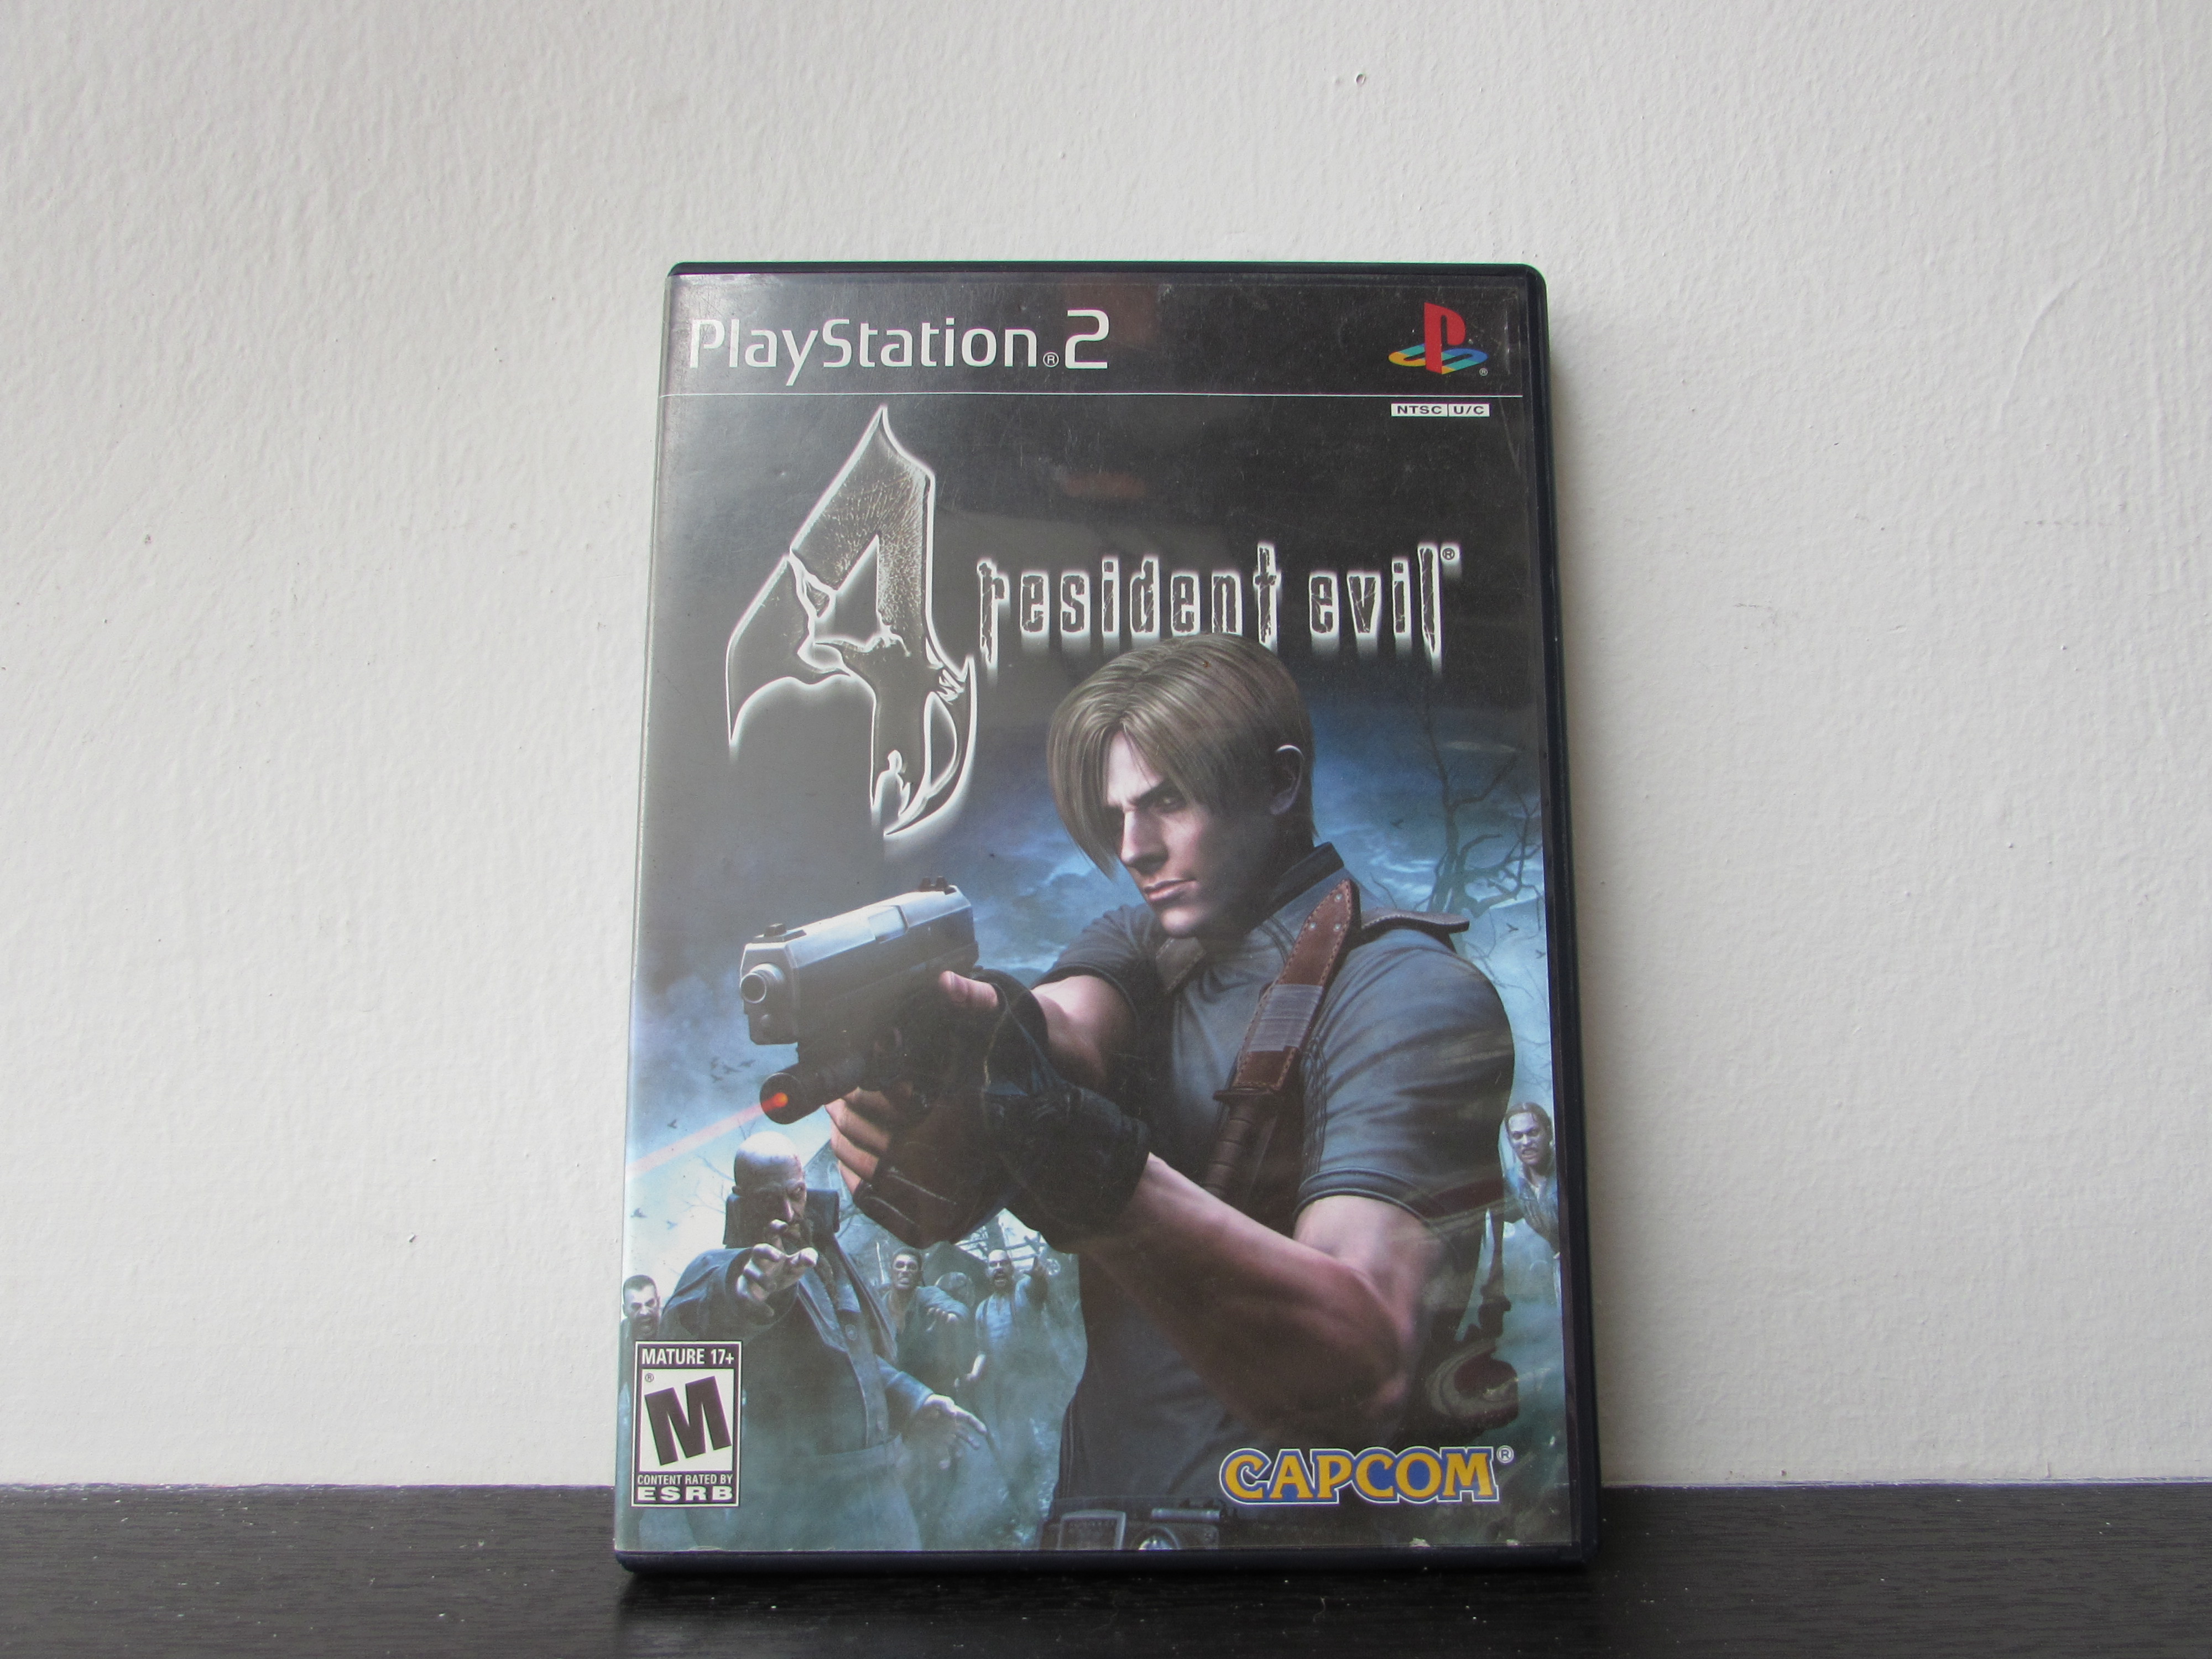 PlayStation®2
NTSC U/C
4
resident evil®
MATURE 17+
M®
CONTENT RATED BY
ESRB
CAPCOM®